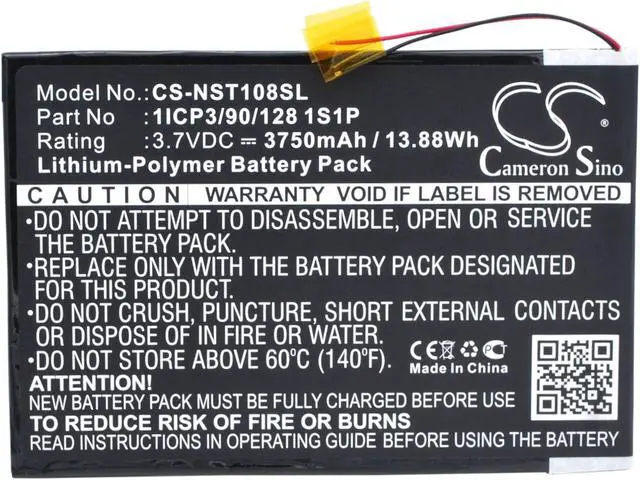 Model No.: CS-NST108SL
Part No : 1ICP3/90/128 1S1P
Rating : 3.7VDC ⎓ 3750mAh / 13.88Wh
Lithium-Polymer Battery Pack
CS
Cameron Sino
CAUTION WARRANTY VOID IF LABEL IS REMOVED
•DO NOT ATTEMPT TO DISASSEMBLE, OPEN OR SERVICE
THE BATTERY PACK.
•REPLACE ONLY WITH THE BATTERY PACK DESIGNATED
FOR THIS PRODUCT.
•DO NOT CRUSH, PUNCTURE, SHORT EXTERNAL CONTACTS
OR DISPOSE OF IN FIRE OR WATER.
•DO NOT STORE ABOVE 60°C (140°F).
CE PC
Made In China
ATTENTION!
NEW BATTERY PACK MUST BE FULLY CHARGED BEFORE USE
TO REDUCE RISK OF FIRE OR BURNS
READ INSTRUCTIONS IN OPERATING GUIDE BEFORE USING BATTERY